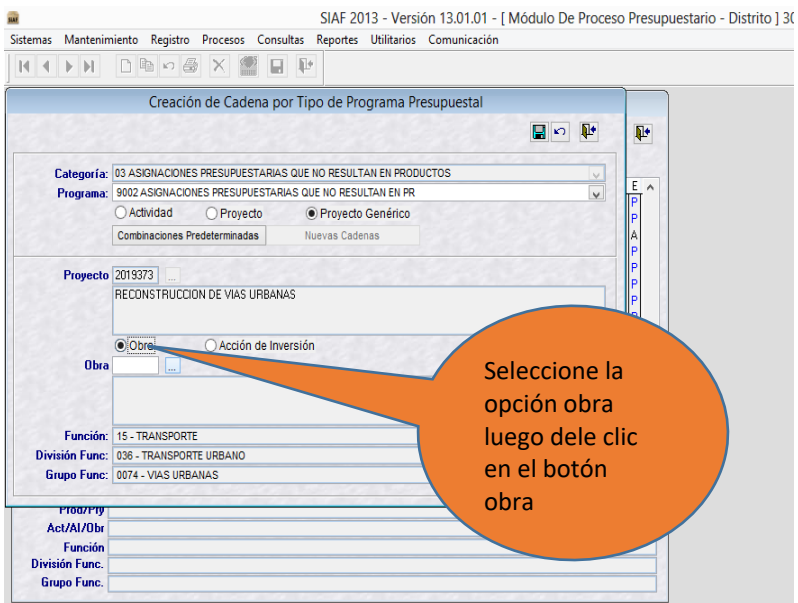 SIAF
SIAF 2013 - Versión 13.01.01 - [ Módulo De Proceso Presupuestario - Distrito ] 30
Sistemas Mantenimiento Registro Procesos Consultas Reportes Utilitarios Comunicación
Creación de Cadena por Tipo de Programa Presupuestal
Categoría: 03 ASIGNACIONES PRESUPUESTARIAS QUE NO RESULTAN EN PRODUCTOS
Programa: 9002 ASIGNACIONES PRESUPUESTARIAS QUE NO RESULTAN EN PR
Actividad Proyecto Proyecto Genérico
Combinaciones Predeterminadas Nuevas Cadenas
Proyecto 2019373 ...
RECONSTRUCCION DE VIAS URBANAS
Obra Acción de Inversión
Obra ...
Función: 15 - TRANSPORTE
División Func: 036 - TRANSPORTE URBANO
Grupo Func: 0074 - VIAS URBANAS
E
P
P
A
P
P
P
P
Seleccione la
opción obra
luego dele clic
en el botón
obra
Prod/Pry
Act/AI/Obr
Función
División Func.
Grupo Func.